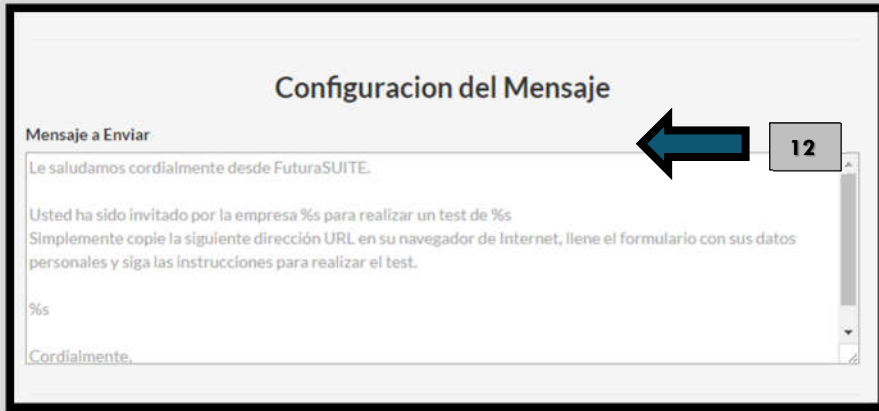 Configuracion del Mensaje
Mensaje a Enviar
12
Le saludamos cordialmente desde FuturaSUITE.
Usted ha sido invitado por la empresa %s para realizar un test de %s
Simplemente copie la siguiente dirección URL en su navegador de Internet, llene el formulario con sus datos
personales y siga las instrucciones para realizar el test.
%s
Cordialmente,